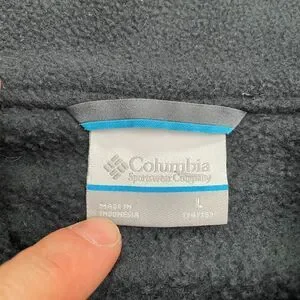 Columbia
Sportswear Company
MADE IN
INDONESIA
L